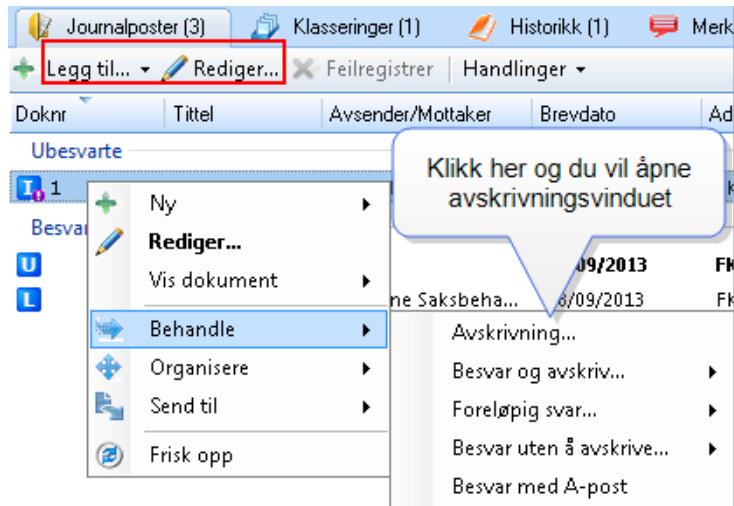 Journalposter (3) Klasseringer (1) Historikk (1) Merk
Legg til... Rediger... Feilregistrer Handlinger
Doknr Tittel Avsender/Mottaker Brevdato Ad
Ubesvarte
I 1
Klikk her og du vil åpne
avskrivningsvinduet
Ny
Besvar
Rediger...
U 09/2013 FK
Vis dokument
L ne Saksbeha... 8/09/2013 FK
Behandle
Avskrivning...
Organisere
Besvar og avskriv...
Send til
Foreløpig svar...
Frisk opp
Besvar uten å avskrive...
Besvar med A-post